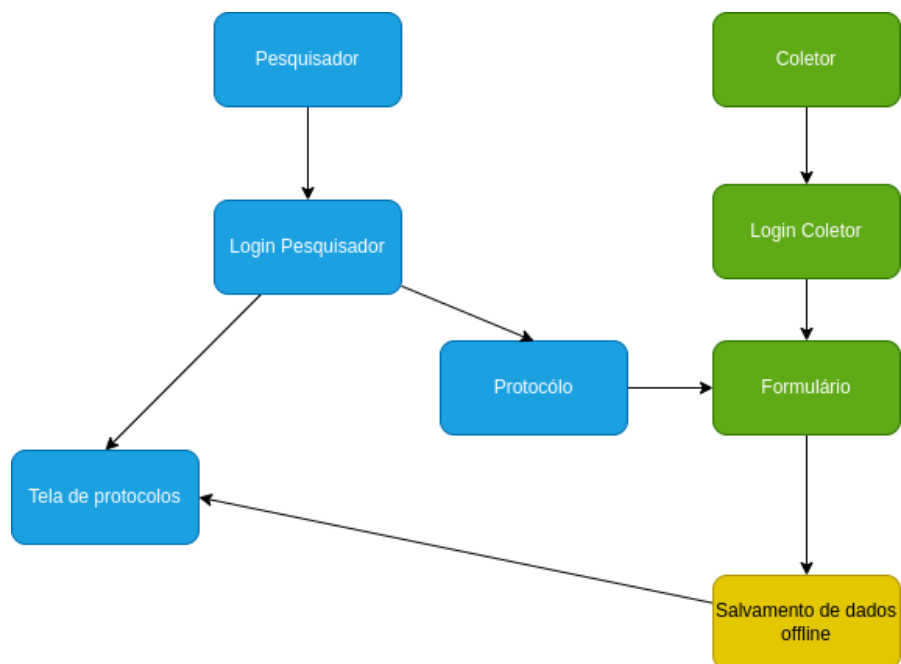 Pesquisador
Coletor
Login Pesquisador
Login Coletor
Protocólo
Formulário
Tela de protocolos
Salvamento de dados
offline